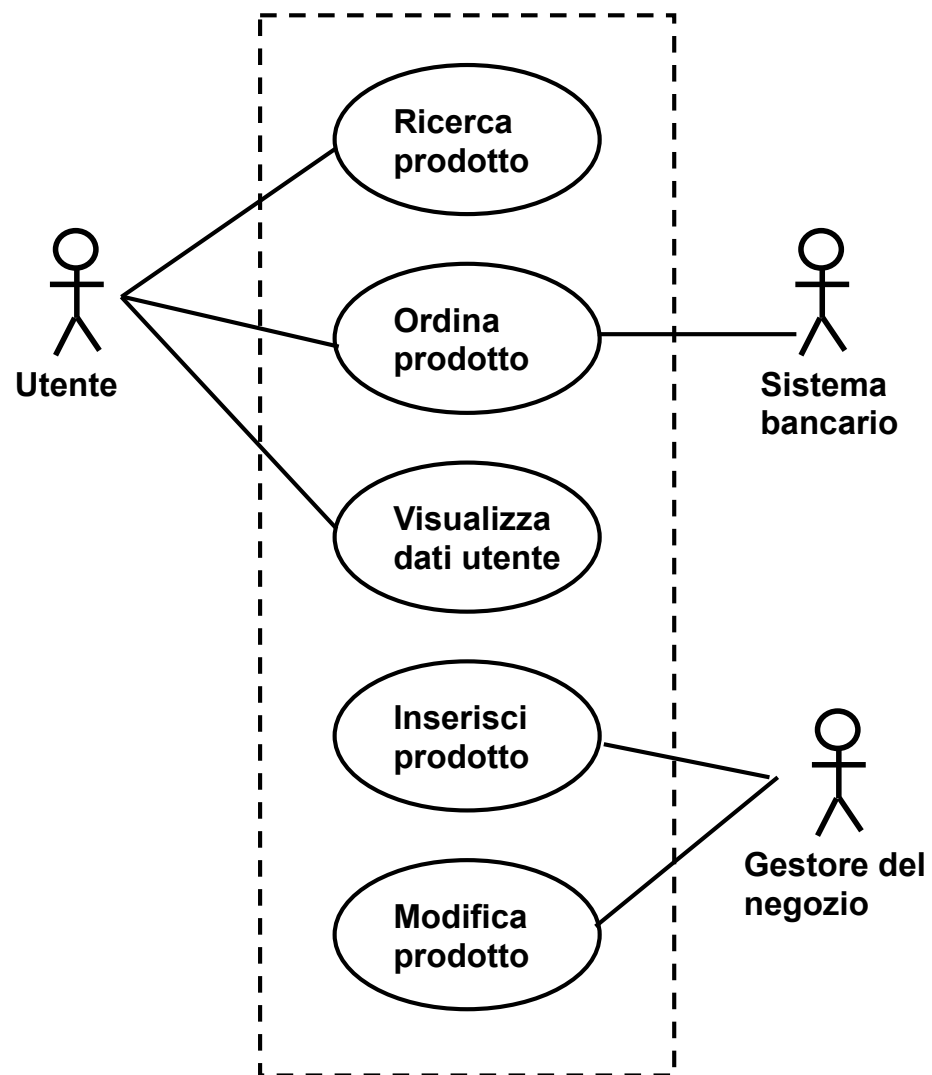 Ricerca
prodotto
Ordina
prodotto
Utente
Sistema
bancario
Visualizza
dati utente
Inserisci
prodotto
Gestore del
negozio
Modifica
prodotto